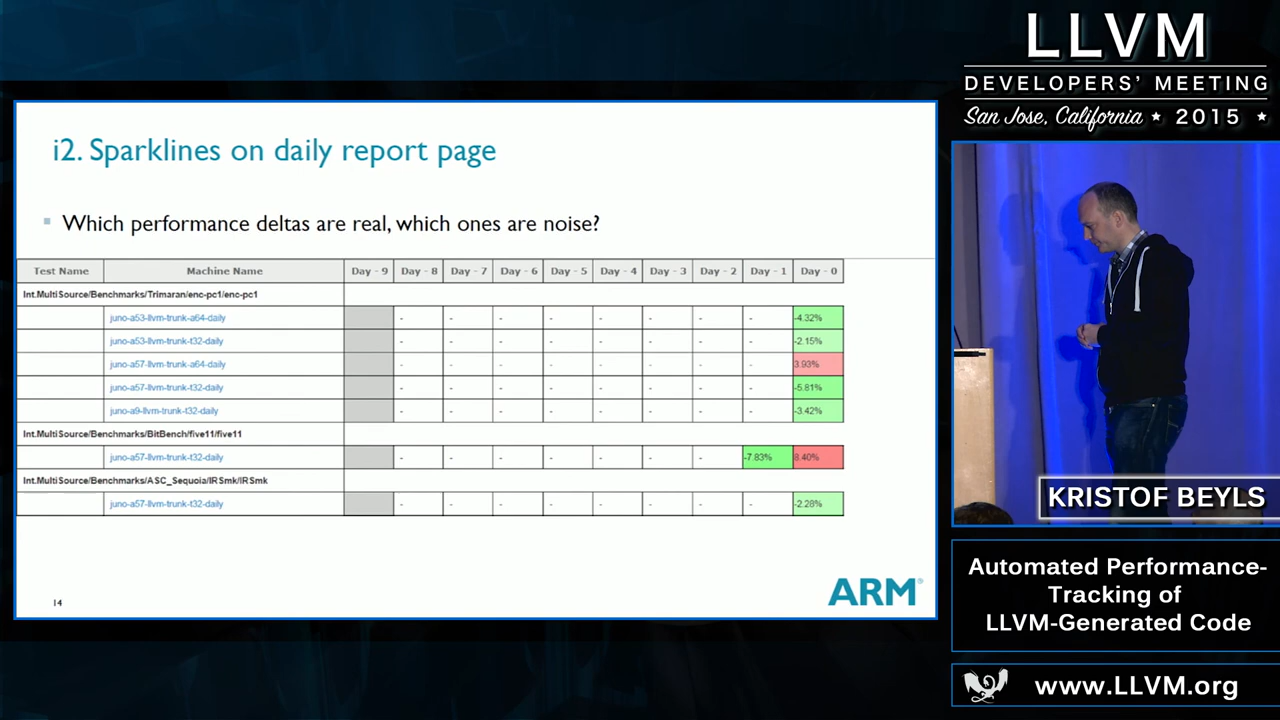 LLVM
DEVELOPERS' MEETING
San Jose, California ★ 2015 ★
i2. Sparklines on daily report page
Which performance deltas are real, which ones are noise?
Test Name Machine Name Day - 9 Day - 8 Day - 7 Day - 6 Day - 5 Day - 4 Day - 3 Day - 2 Day - 1 Day - 0
Int.MultiSource/Benchmarks/Trimaran/enc-pc1/enc-pc1
juno-a53-llvm-trunk-a64-daily - - - - - - - - -4.32%
juno-a53-llvm-trunk-t32-daily - - - - - - - - -2.15%
juno-a57-llvm-trunk-a64-daily - - - - - - - - 3.93%
juno-a57-llvm-trunk-t32-daily - - - - - - - - -5.81%
juno-a9-llvm-trunk-t32-daily - - - - - - - - -3.42%
Int.MultiSource/Benchmarks/BitBench/five11/five11
juno-a57-llvm-trunk-t32-daily - - - - - - - -7.83% 8.40%
Int.MultiSource/Benchmarks/ASC_Sequoia/IRSmk/IRSmk
juno-a57-llvm-trunk-t32-daily - - - - - - - - -2.28%
14
ARM®
KRISTOF BEYLS
Automated Performance-
Tracking of
LLVM-Generated Code
www.LLVM.org